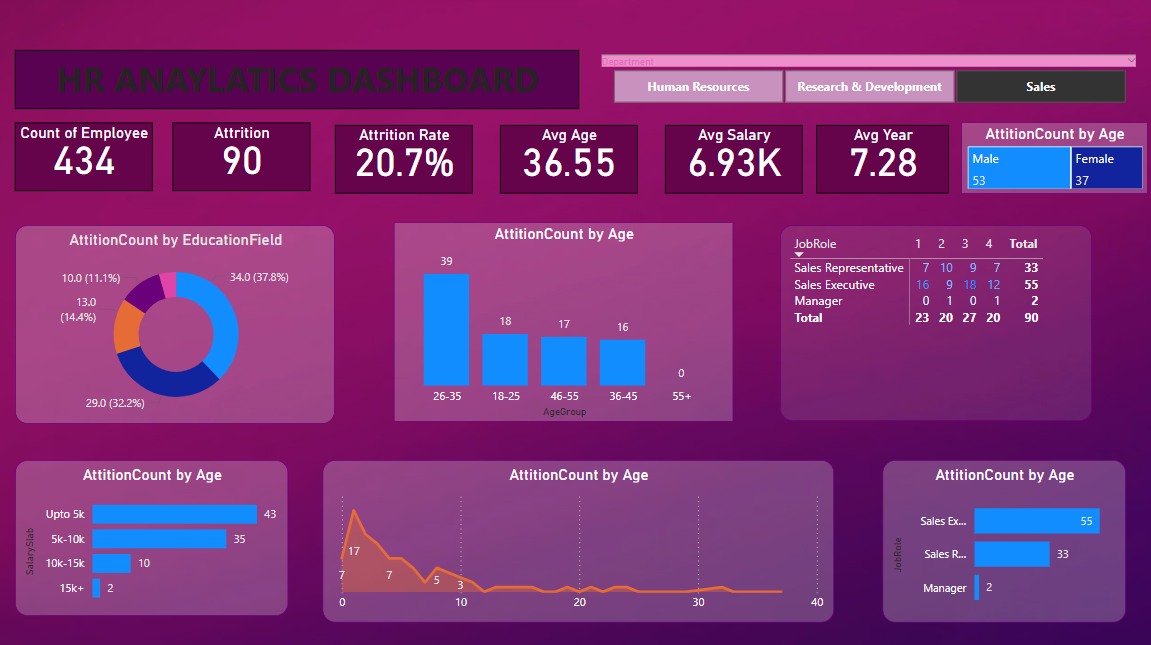 HR ANAYLATICS DASHBOARD
Department
Human Resources
Research & Development
Sales
Count of Employee
434
Attrition
90
Attrition Rate
20.7%
Avg Age
36.55
Avg Salary
6.93K
Avg Year
7.28
AttitionCount by Age
Male
53
Female
37
AttitionCount by EducationField
10.0 (11.1%)
34.0 (37.8%)
13.0
(14.4%)
29.0 (32.2%)
AttitionCount by Age
39
18
17
16
0
26-35 18-25 46-55 36-45 55+
AgeGroup
JobRole 1 2 3 4 Total
Sales Representative 7 10 9 7 33
Sales Executive 16 9 18 12 55
Manager 0 1 0 1 2
Total 23 20 27 20 90
AttitionCount by Age
SalarySlab
Upto 5k 43
5k-10k 35
10k-15k 10
15k+ 2
AttitionCount by Age
17
7
7
5
3
0 10 20 30 40
AttitionCount by Age
JobRole
Sales Ex... 55
Sales R... 33
Manager 2